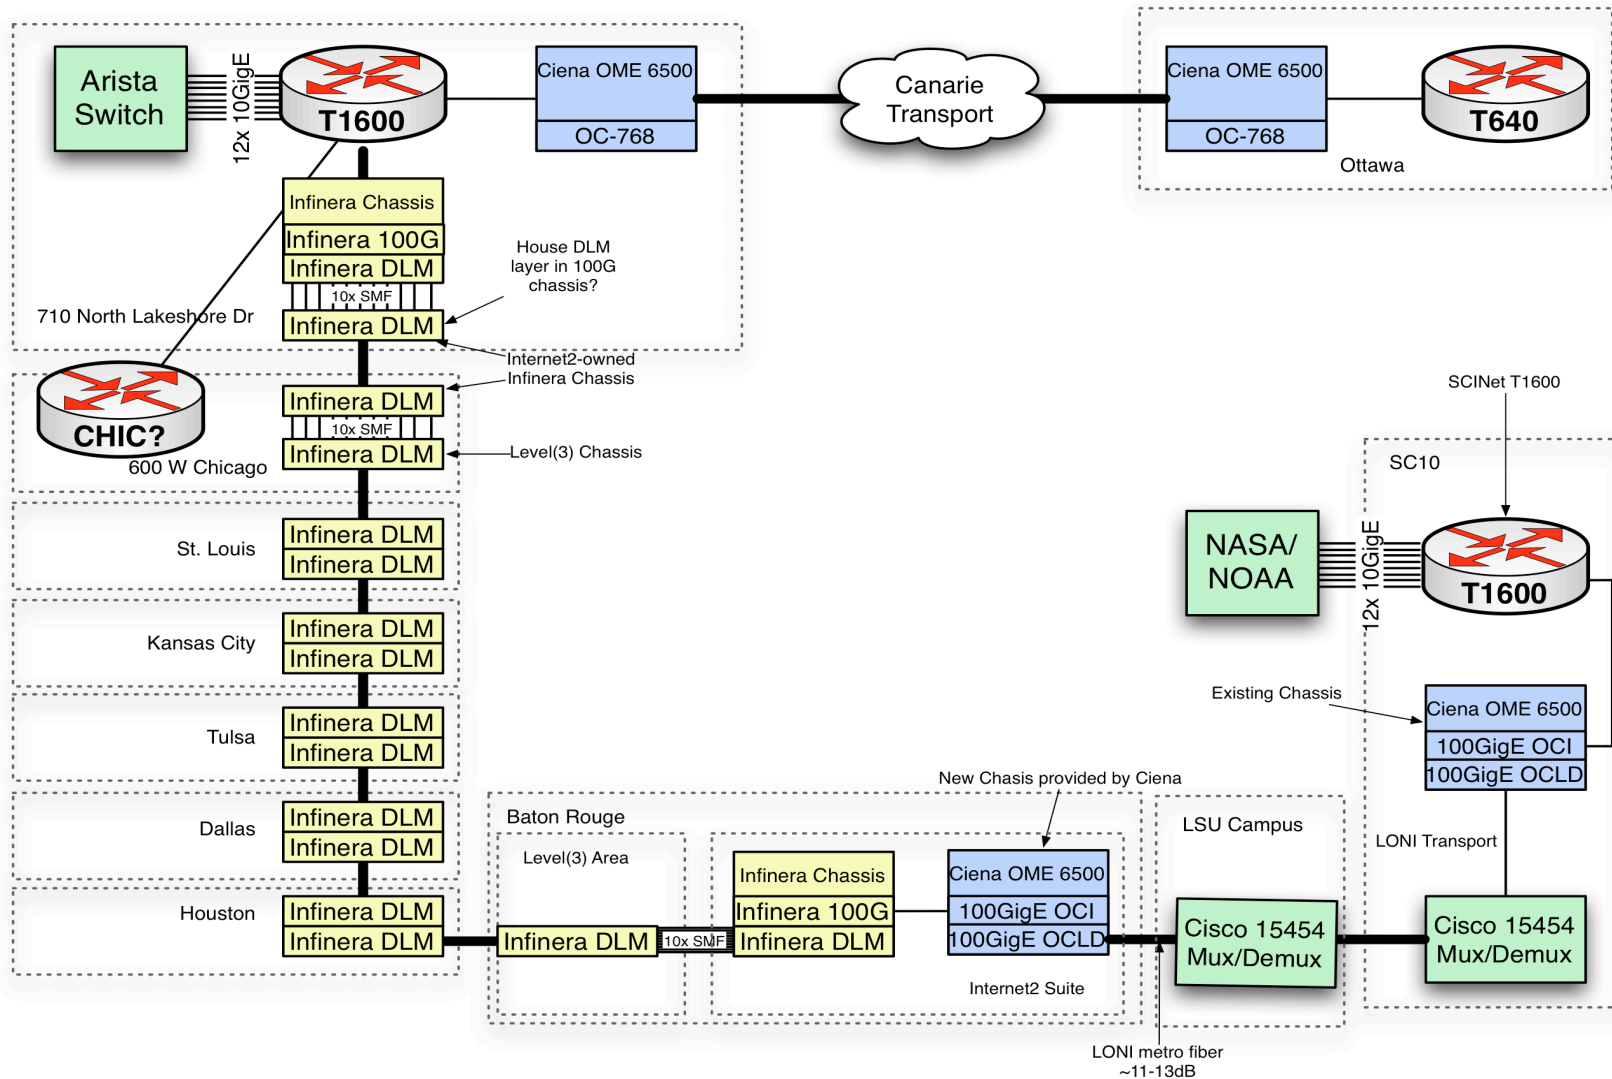 Arista
Switch
12x 10GigE
T1600
Ciena OME 6500
OC-768
Canarie
Transport
Ciena OME 6500
OC-768
T640
Ottawa
Infinera Chassis
Infinera 100G
Infinera DLM
10x SMF
Infinera DLM
House DLM
layer in 100G
chassis?
710 North Lakeshore Dr
Internet2-owned
Infinera Chassis
CHIC?
600 W Chicago
Infinera DLM
10x SMF
Infinera DLM
Level(3) Chassis
St. Louis
Infinera DLM
Infinera DLM
Kansas City
Infinera DLM
Infinera DLM
Tulsa
Infinera DLM
Infinera DLM
Dallas
Infinera DLM
Infinera DLM
Houston
Infinera DLM
Infinera DLM
Baton Rouge
Level(3) Area
Infinera DLM
10x SMF
Infinera Chassis
Infinera 100G
Infinera DLM
New Chasis provided by Ciena
Ciena OME 6500
100GigE OCI
100GigE OCLD
Internet2 Suite
LSU Campus
Cisco 15454
Mux/Demux
LONI metro fiber
~11-13dB
SCINet T1600
SC10
NASA/
NOAA
12x 10GigE
T1600
Existing Chassis
Ciena OME 6500
100GigE OCI
100GigE OCLD
LONI Transport
Cisco 15454
Mux/Demux